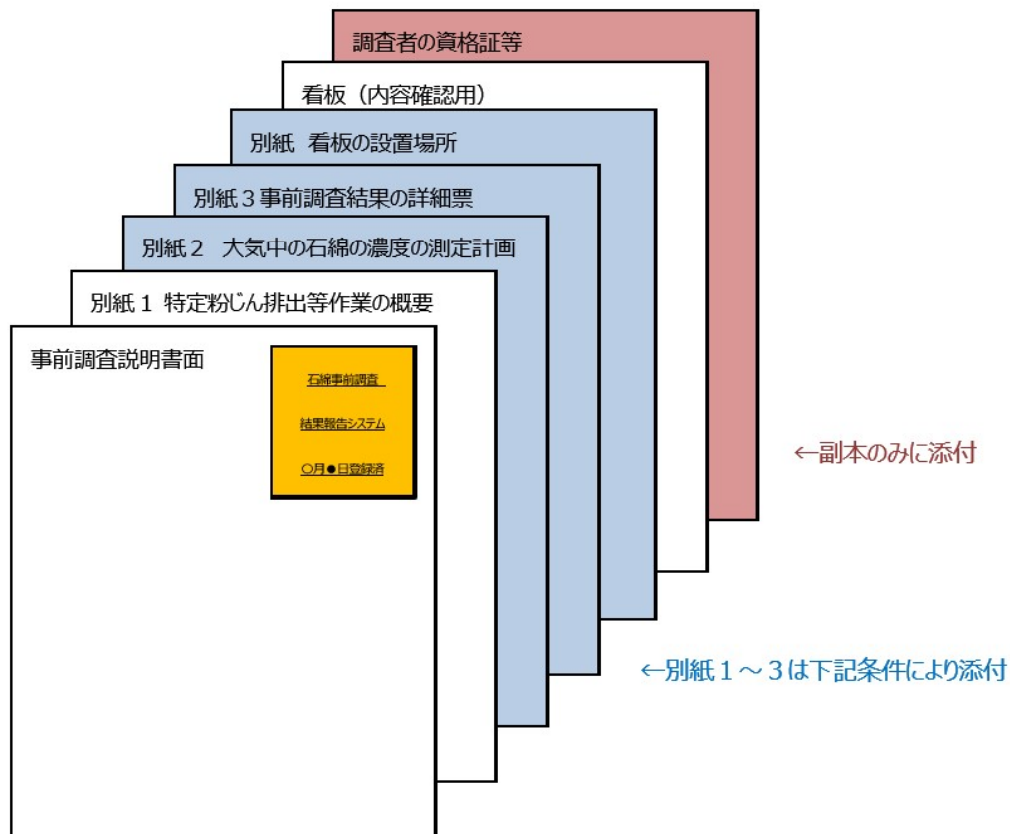 調査者の資格証等
看板（内容確認用）
別紙 看板の設置場所
別紙３事前調査結果の詳細票
別紙２ 大気中の石綿の濃度の測定計画
別紙１ 特定粉じん排出等作業の概要
事前調査説明書面
石綿事前調査
結果報告システム
〇月●日登録済
←副本のみに添付
←別紙１～３は下記条件により添付